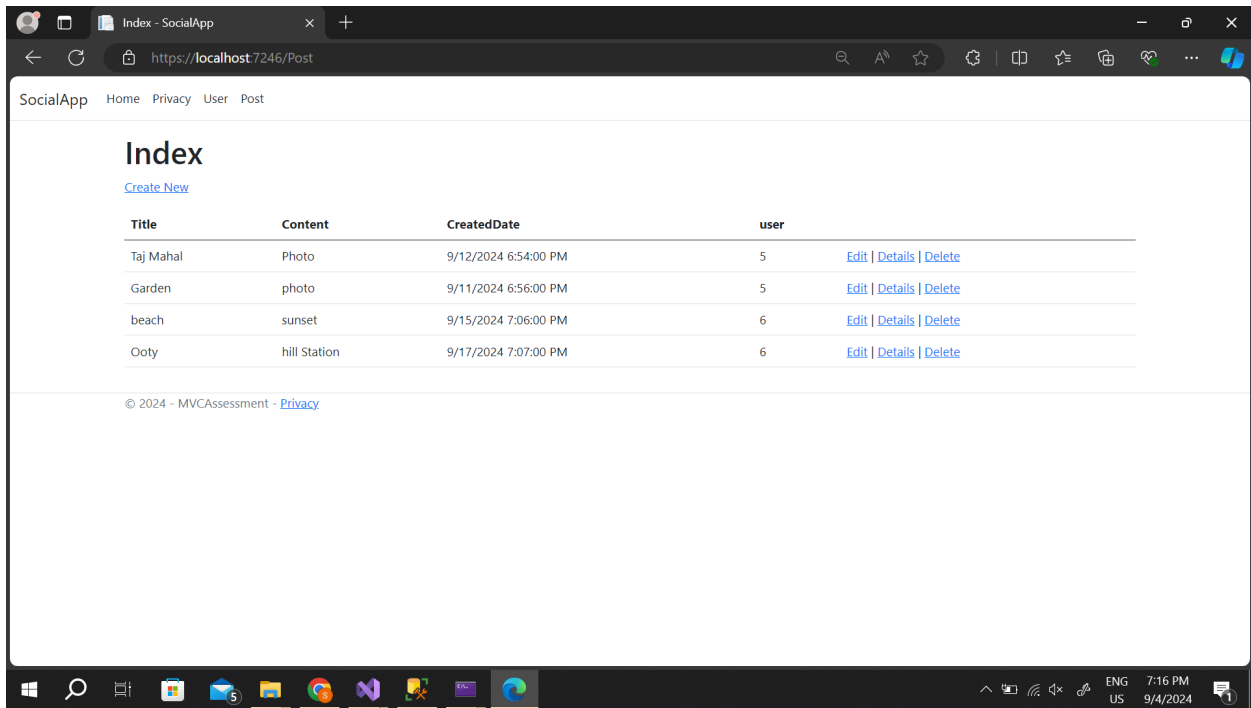 Index - SocialApp
https://localhost:7246/Post
SocialApp Home Privacy User Post
Index
Create New
Title Content CreatedDate user
Taj Mahal Photo 9/12/2024 6:54:00 PM 5 Edit | Details | Delete
Garden photo 9/11/2024 6:56:00 PM 5 Edit | Details | Delete
beach sunset 9/15/2024 7:06:00 PM 6 Edit | Details | Delete
Ooty hill Station 9/17/2024 7:07:00 PM 6 Edit | Details | Delete
© 2024 - MVCAssessment - Privacy
5
ENG 7:16 PM
US 9/4/2024
1